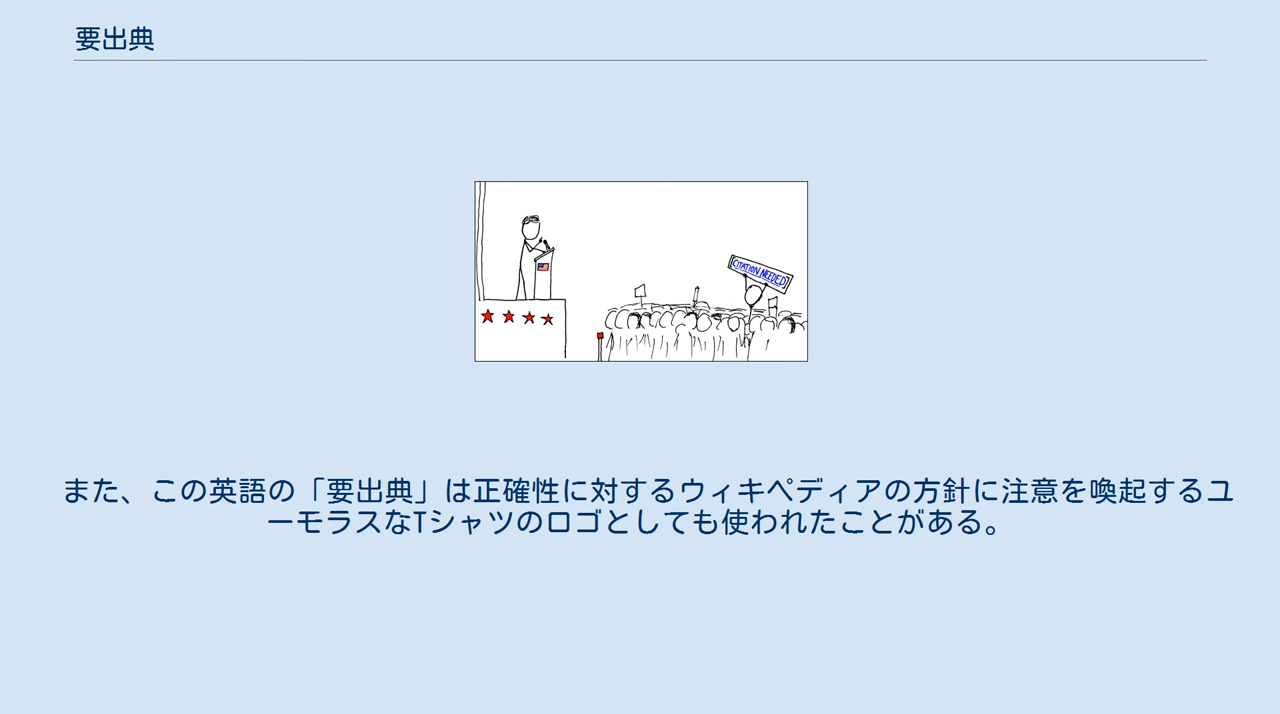 要出典
CITATION NEEDED
また、この英語の「要出典」は正確性に対するウィキペディアの方針に注意を喚起するユ
ーモラスなTシャツのロゴとしても使われたことがある。